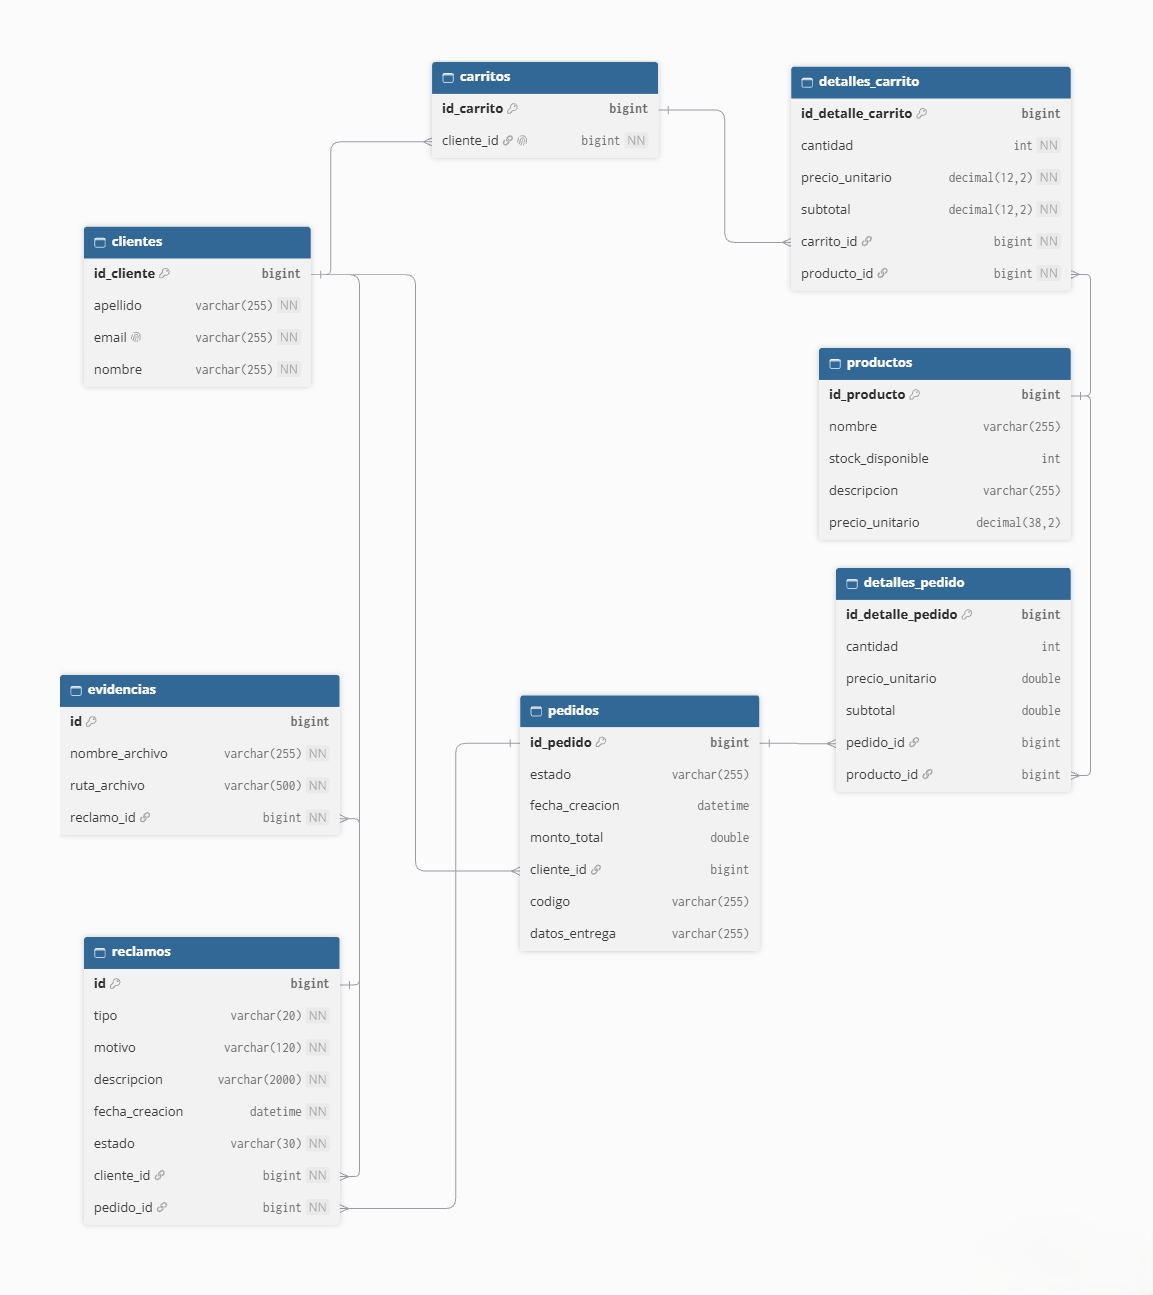 carritos
id_carrito bigint
cliente_id bigint NN
detalles_carrito
id_detalle_carrito bigint
cantidad int NN
precio_unitario decimal(12,2) NN
subtotal decimal(12,2) NN
carrito_id bigint NN
producto_id bigint NN
clientes
id_cliente bigint
apellido varchar(255) NN
email varchar(255) NN
nombre varchar(255) NN
productos
id_producto bigint
nombre varchar(255)
stock_disponible int
descripcion varchar(255)
precio_unitario decimal(38,2)
detalles_pedido
id_detalle_pedido bigint
cantidad int
precio_unitario double
subtotal double
pedido_id bigint
producto_id bigint
evidencias
id bigint
nombre_archivo varchar(255) NN
ruta_archivo varchar(500) NN
reclamo_id bigint NN
pedidos
id_pedido bigint
estado varchar(255)
fecha_creacion datetime
monto_total double
cliente_id bigint
codigo varchar(255)
datos_entrega varchar(255)
reclamos
id bigint
tipo varchar(20) NN
motivo varchar(120) NN
descripcion varchar(2000) NN
fecha_creacion datetime NN
estado varchar(30) NN
cliente_id bigint NN
pedido_id bigint NN